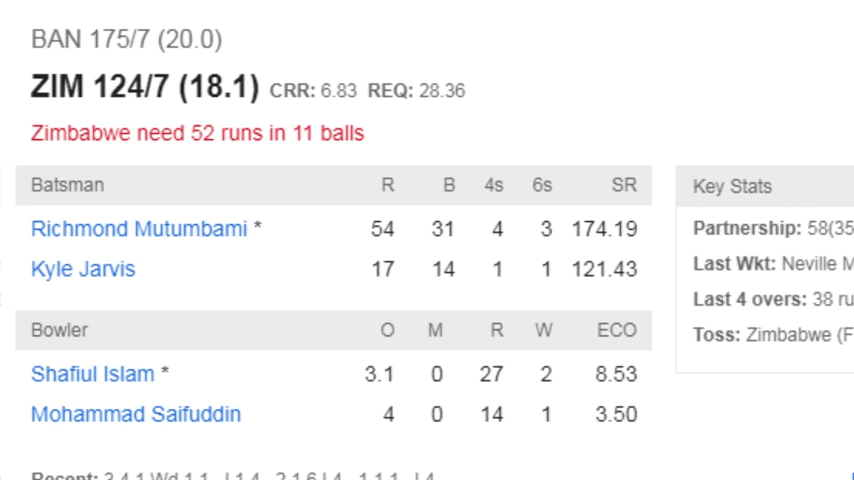 BAN 175/7 (20.0)
ZIM 124/7 (18.1) CRR: 6.83 REQ: 28.36
Zimbabwe need 52 runs in 11 balls
Batsman R B 4s 6s SR
Richmond Mutumbami * 54 31 4 3 174.19
Kyle Jarvis 17 14 1 1 121.43
Bowler O M R W ECO
Shafiul Islam * 3.1 0 27 2 8.53
Mohammad Saifuddin 4 0 14 1 3.50
Key Stats
Partnership: 58(35
Last Wkt: Neville M
Last 4 overs: 38 ru
Toss: Zimbabwe (F
Recent: